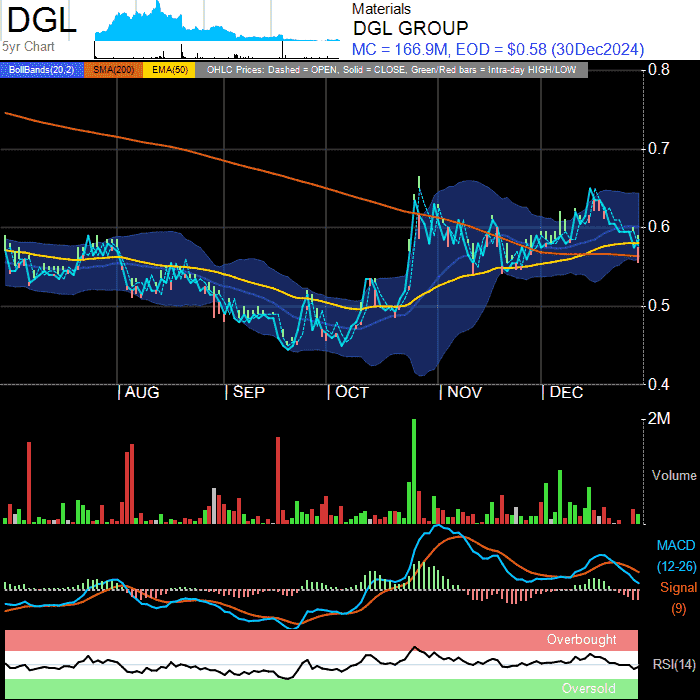 DGL
5yr Chart
Materials
DGL GROUP
MC = 166.9M, EOD = $0.58 (30Dec2024)
BollBands(20,2) SMA(200) EMA(50) OHLC Prices: Dashed = OPEN, Solid = CLOSE, Green/Red bars = Intra-day HIGH/LOW
0.8
0.7
0.6
0.5
0.4
AUG SEP OCT NOV DEC
2M
Volume
MACD
(12-26)
Signal
(9)
Overbought
RSI(14)
Oversold